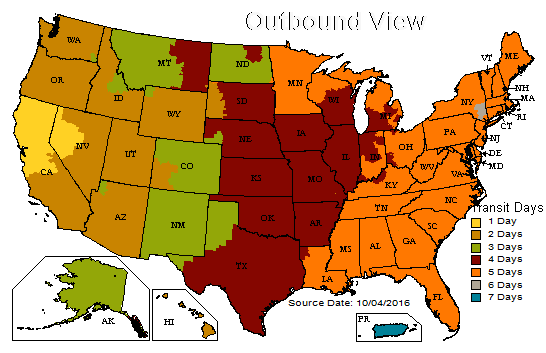 Outbound View
WA
OR
CA
NV
ID
MT
WY
UT
AZ
CO
NM
ND
SD
NE
KS
OK
TX
MN
IA
MO
AR
LA
WI
IL
MI
IN
OH
KY
TN
MS
AL
GA
FL
SC
NC
VA
WV
PA
NY
VT
ME
NH
MA
RI
CT
NJ
DE
MD
AK
HI
PR
Transit Days
1 Day
2 Days
3 Days
4 Days
5 Days
6 Days
7 Days
Source Date: 10/04/2016